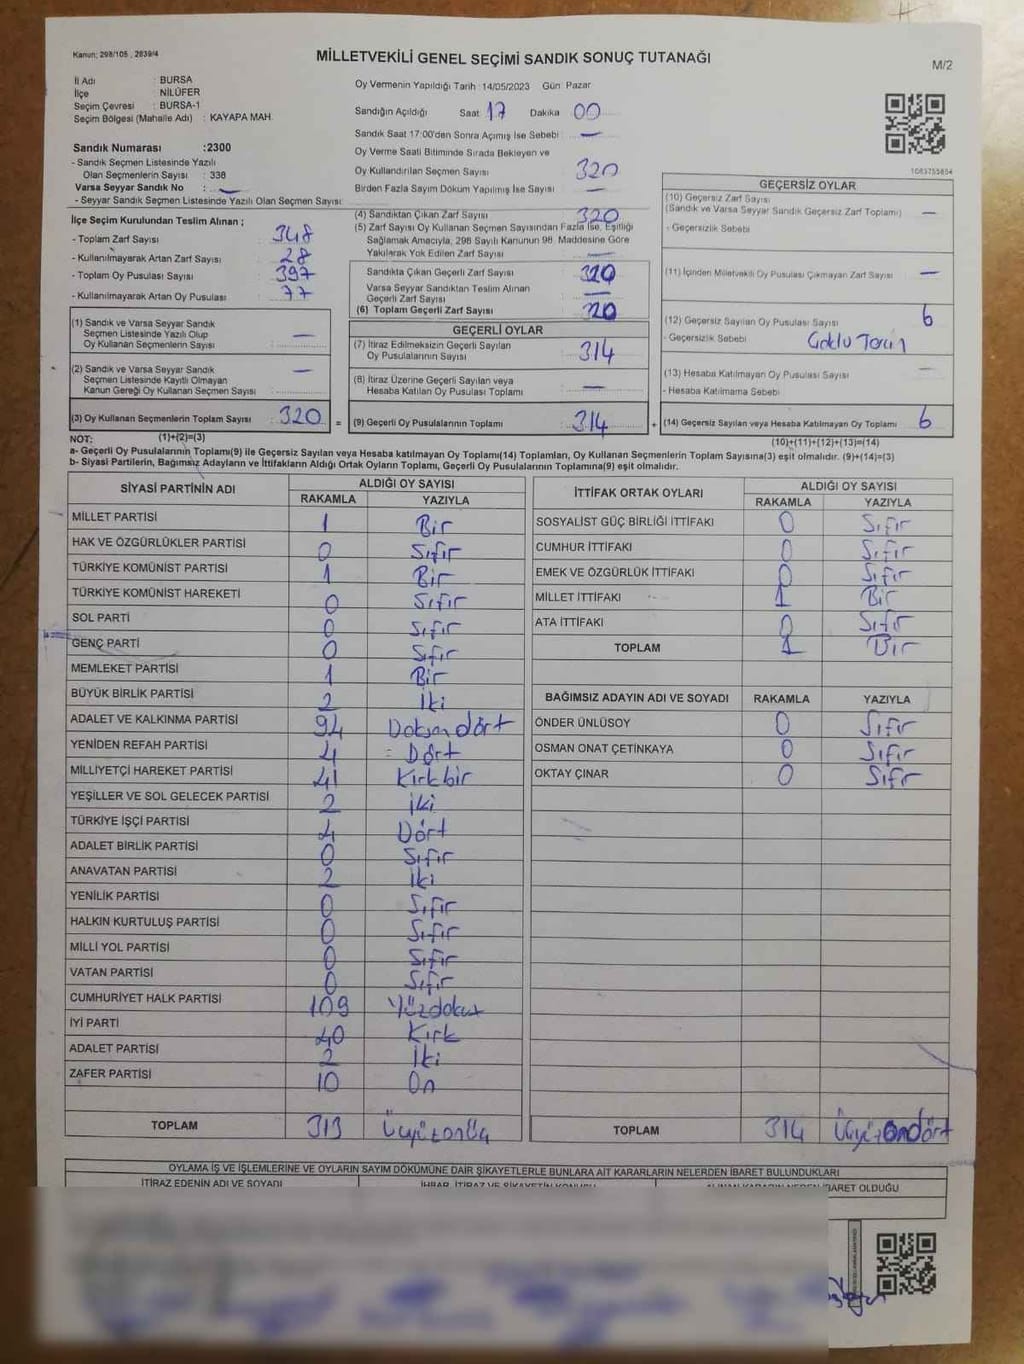 Kanun: 298/105 , 2839/4
MİLLETVEKİLİ GENEL SEÇİMİ SANDIK SONUÇ TUTANAĞI
M/2
İl Adı : BURSA
İlçe : NİLÜFER
Seçim Çevresi : BURSA-1
Seçim Bölgesi (Mahalle Adı) : KAYAPA MAH.
Sandık Numarası :2300
- Sandık Seçmen Listesinde Yazılı
Olan Seçmenlerin Sayısı : 338
Varsa Seyyar Sandık No : —
- Seyyar Sandık Seçmen Listesinde Yazılı Olan Seçmen Sayısı:
Oy Vermenin Yapıldığı Tarih :14/05/2023 Gün: Pazar
Sandığın Açıldığı Saat 17 Dakika 00
Sandık Saat 17:00'den Sonra Açımış İse Sebebi : —
Oy Verme Saati Bitiminde Sırada Bekleyen ve
Oy Kullandırılan Seçmen Sayısı : 320
Birden Fazla Sayım Döküm Yapılmış İse Sayısı : —
1083755854
İlçe Seçim Kurulundan Teslim Alınan ;
- Toplam Zarf Sayısı : 348
- Kullanılmayarak Artan Zarf Sayısı : 28
- Toplam Oy Pusulası Sayısı : 397
- Kullanılmayarak Artan Oy Pusulası : 77
(1) Sandık ve Varsa Seyyar Sandık
Seçmen Listesinde Yazılı Olup
Oy Kullanan Seçmenlerin Sayısı : —
(2) Sandık ve Varsa Seyyar Sandık
Seçmen Listesinde Kayıtlı Olmayan
Kanun Gereği Oy Kullanan Seçmen Sayısı : —
(3) Oy Kullanan Seçmenlerin Toplam Sayısı : 320
(1)+(2)=(3)
(4) Sandıktan Çıkan Zarf Sayısı : 320
(5) Zarf Sayısı Oy Kullanan Seçmen Sayısından Fazla İse, Eşitliği
Sağlamak Amacıyla, 298 Sayılı Kanunun 98. Maddesine Göre
Yakılarak Yok Edilen Zarf Sayısı : —
Sandıkta Çıkan Geçerli Zarf Sayısı : 320
Varsa Seyyar Sandıktan Teslim Alınan
Geçerli Zarf Sayısı : —
(6) Toplam Geçerli Zarf Sayısı : 320
GEÇERLİ OYLAR
(7) İtiraz Edilmeksizin Geçerli Sayılan
Oy Pusulalarının Sayısı : 314
(8) İtiraz Üzerine Geçerli Sayılan veya
Hesaba Katılan Oy Pusulası Toplamı : —
= (9) Geçerli Oy Pusulalarının Toplamı : 314
GEÇERSİZ OYLAR
(10) Geçersiz Zarf Sayısı
(Sandık ve Varsa Seyyar Sandık Geçersiz Zarf Toplamı) : —
- Geçersizlik Sebebi
(11) İçinden Milletvekili Oy Pusulası Çıkmayan Zarf Sayısı : —
(12) Geçersiz Sayılan Oy Pusulası Sayısı : 6
- Geçersizlik Sebebi :
(13) Hesaba Katılmayan Oy Pusulası Sayısı : —
- Hesaba Katılmama Sebebi
+ (14) Geçersiz Sayılan veya Hesaba Katılmayan Oy Toplamı : 6
(10)+(11)+(12)+(13)=(14)
NOT:
a- Geçerli Oy Pusulalarının Toplamı(9) ile Geçersiz Sayılan veya Hesaba katılmayan Oy Toplamı(14) Toplamları, Oy Kullanan Seçmenlerin Toplam Sayısına(3) eşit olmalıdır. (9)+(14)=(3)
b- Siyasi Partilerin, Bağımsız Adayların ve İttifakların Aldığı Ortak Oyların Toplamı, Geçerli Oy Pusulalarının Toplamına(9) eşit olmalıdır.
SİYASİ PARTİNİN ADI ALDIĞI OY SAYISI
RAKAMLA YAZIYLA
MİLLET PARTİSİ 1 Bir
HAK VE ÖZGÜRLÜKLER PARTİSİ 0 Sıfır
TÜRKİYE KOMÜNİST PARTİSİ 1 Bir
TÜRKİYE KOMÜNİST HAREKETİ 0 Sıfır
SOL PARTİ 0 Sıfır
GENÇ PARTİ 0 Sıfır
MEMLEKET PARTİSİ 1 Bir
BÜYÜK BİRLİK PARTİSİ 2 İki
ADALET VE KALKINMA PARTİSİ 94 Doksandört
YENİDEN REFAH PARTİSİ 4 Dört
MİLLİYETÇİ HAREKET PARTİSİ 41 Kırkbir
YEŞİLLER VE SOL GELECEK PARTİSİ 2 İki
TÜRKİYE İŞÇİ PARTİSİ 4 Dört
ADALET BİRLİK PARTİSİ 0 Sıfır
ANAVATAN PARTİSİ 2 İki
YENİLİK PARTİSİ 0 Sıfır
HALKIN KURTULUŞ PARTİSİ 0 Sıfır
MİLLİ YOL PARTİSİ 0 Sıfır
VATAN PARTİSİ 0 Sıfır
CUMHURİYET HALK PARTİSİ 109 Yüzdokuz
İYİ PARTİ 40 Kırk
ADALET PARTİSİ 2 İki
ZAFER PARTİSİ 10 On
TOPLAM 313 Üçyüzonüç
İTTİFAK ORTAK OYLARI ALDIĞI OY SAYISI
RAKAMLA YAZIYLA
SOSYALİST GÜÇ BİRLİĞİ İTTİFAKI 0 Sıfır
CUMHUR İTTİFAKI 0 Sıfır
EMEK VE ÖZGÜRLÜK İTTİFAKI 0 Sıfır
MİLLET İTTİFAKI 1 Bir
ATA İTTİFAKI 0 Sıfır
TOPLAM 1 Bir
BAĞIMSIZ ADAYIN ADI VE SOYADI RAKAMLA YAZIYLA
ÖNDER ÜNLÜSOY 0 Sıfır
OSMAN ONAT ÇETİNKAYA 0 Sıfır
OKTAY ÇINAR 0 Sıfır
TOPLAM 314 Üçyüzondört
OYLAMA İŞ VE İŞLEMLERİNE VE OYLARIN SAYIM DÖKÜMÜNE DAİR ŞİKAYETLERLE BUNLARA AİT KARARLARIN NELERDEN İBARET BULUNDUKLARI
İTİRAZ EDENİN ADI VE SOYADI
İHBAR, İTİRAZ VE ŞİKAYETİN KONUSU
İBARET OLDUĞU